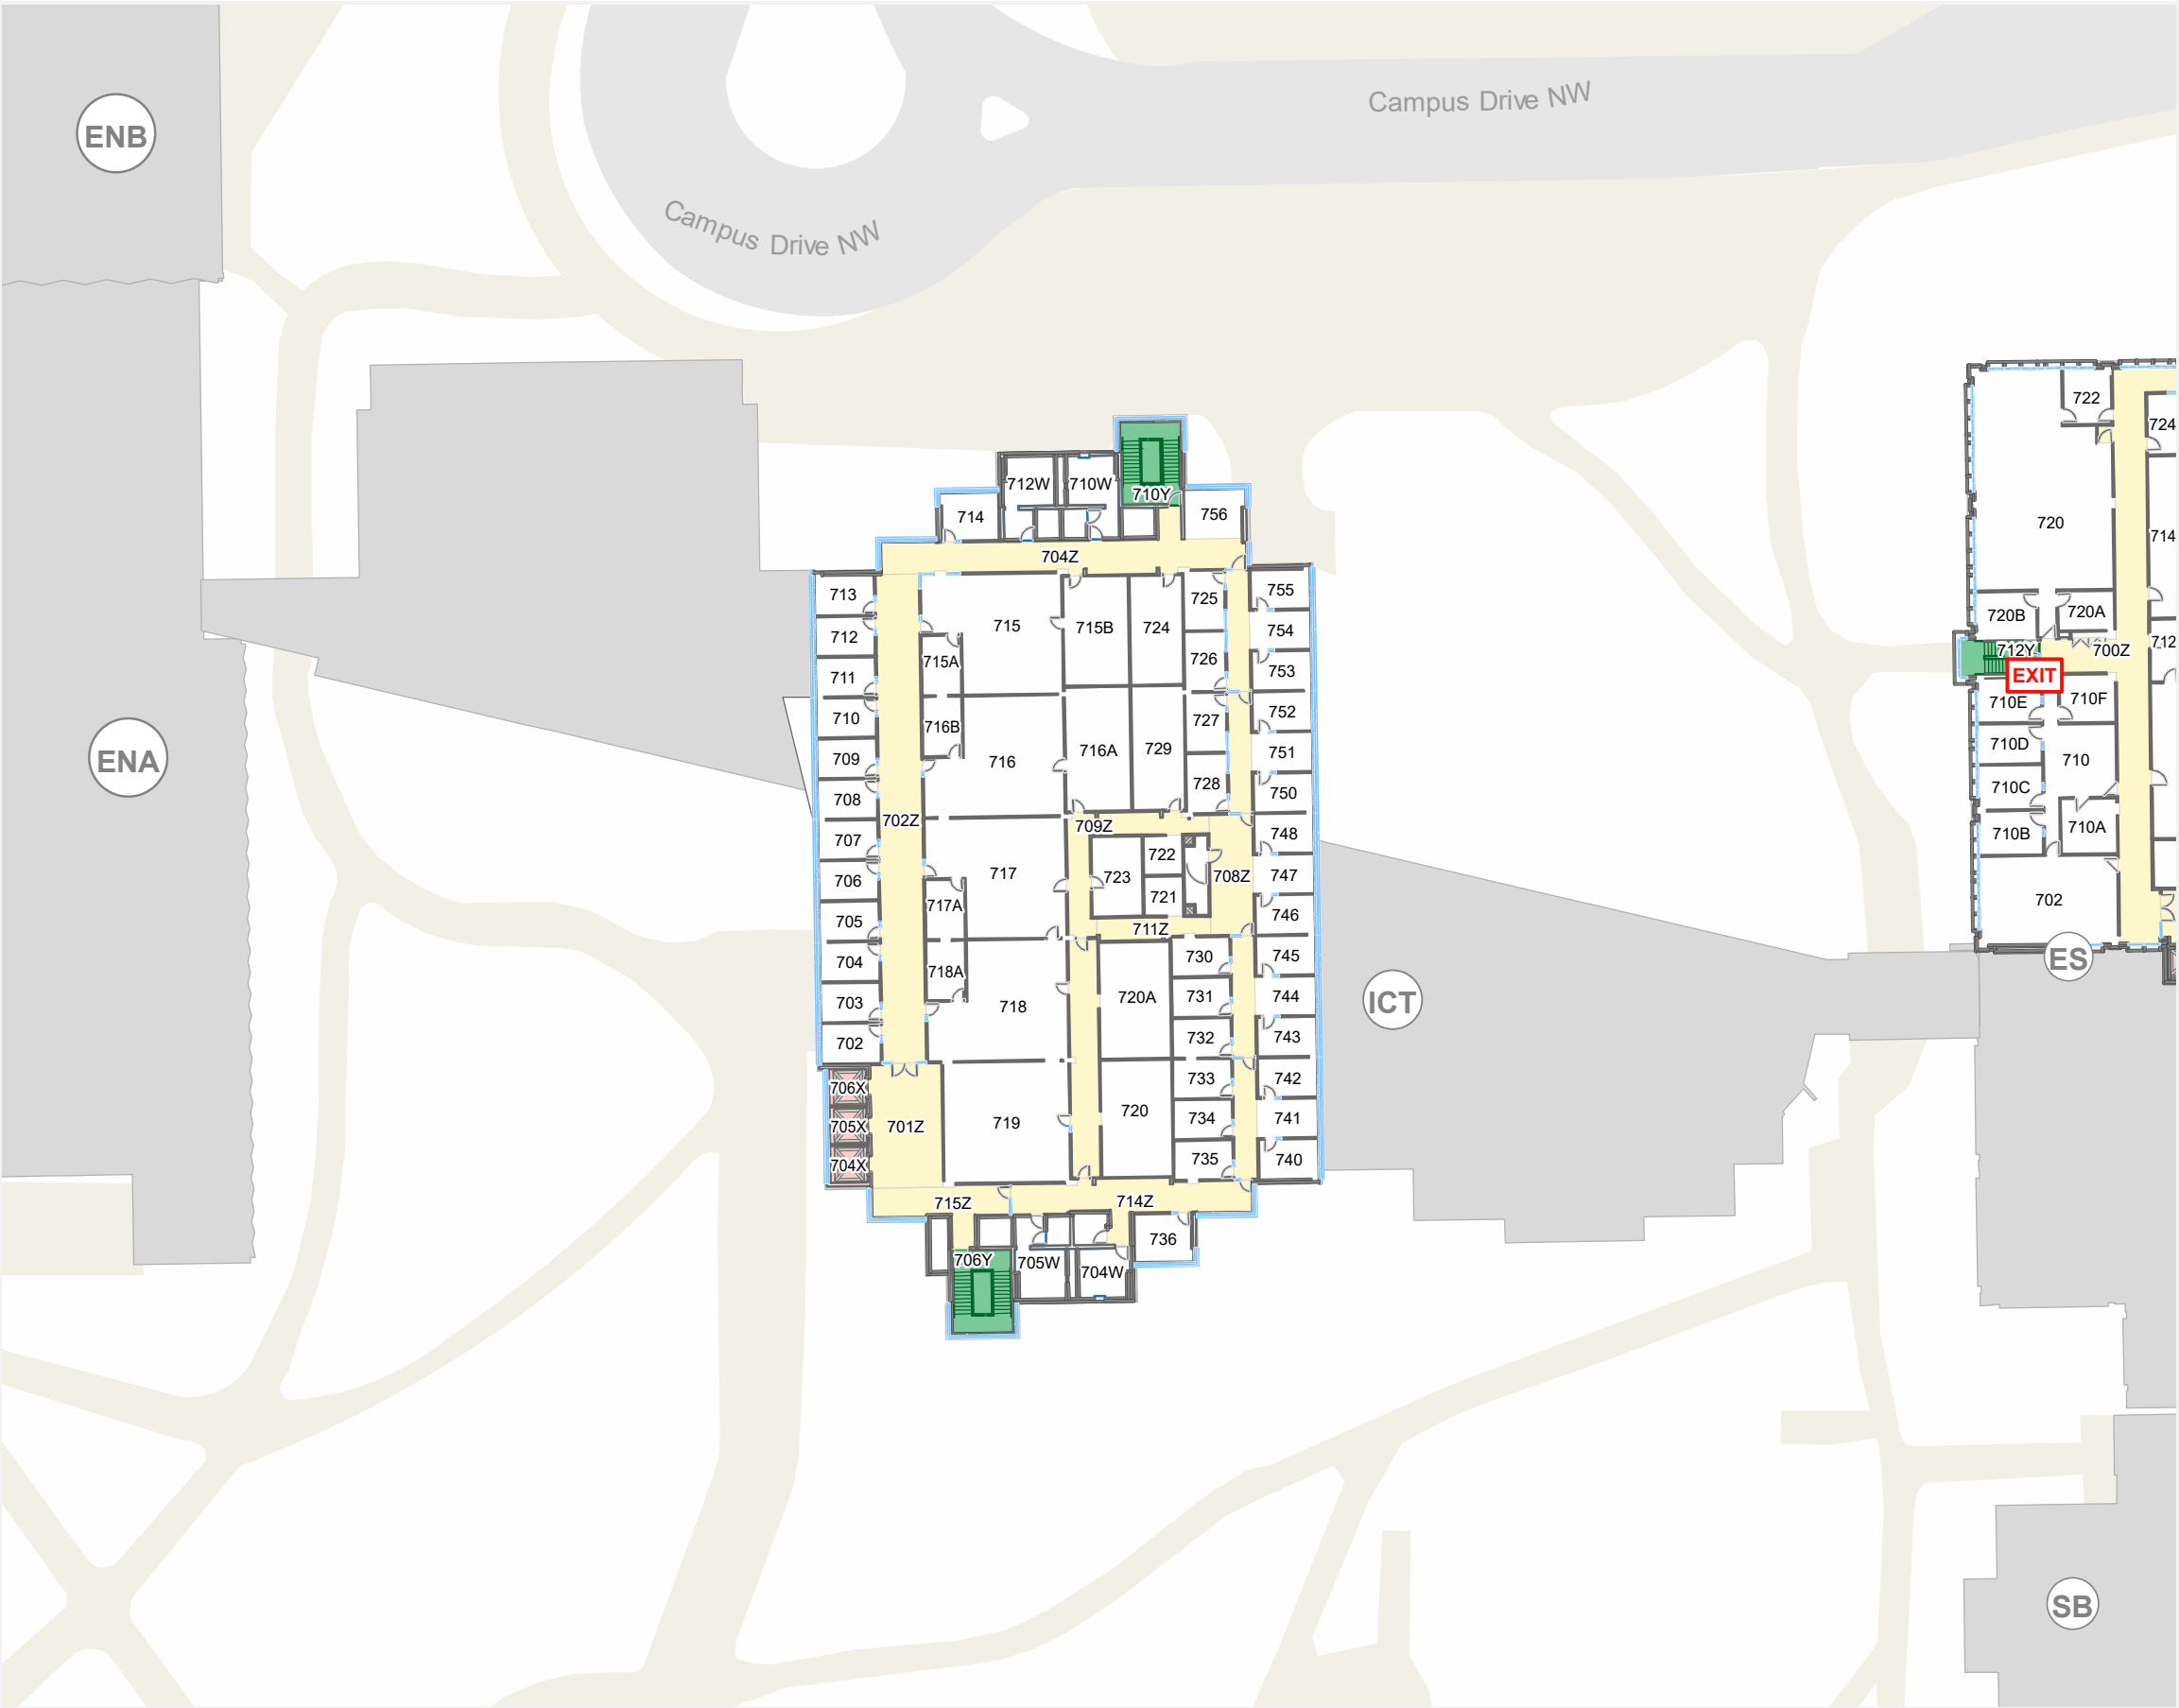 Campus Drive NW
ENB
Campus Drive NW
722
724
712W
710W
710Y
714
756
720
714
704Z
713
715
715B
724
725
755
712
754
720B
720A
726
711
715A
753
712Y
700Z
712
EXIT
710
716B
727
752
710E
710F
709
716
716A
729
751
710D
710
ENA
708
728
750
710C
702Z
709Z
707
748
710B
710A
722
706
717
723
708Z
747
721
705
717A
746
702
711Z
704
718A
730
745
ES
703
718
720A
731
744
ICT
702
732
743
706X
733
742
705X
701Z
719
720
734
741
704X
735
740
715Z
714Z
706Y
705W
704W
736
SB